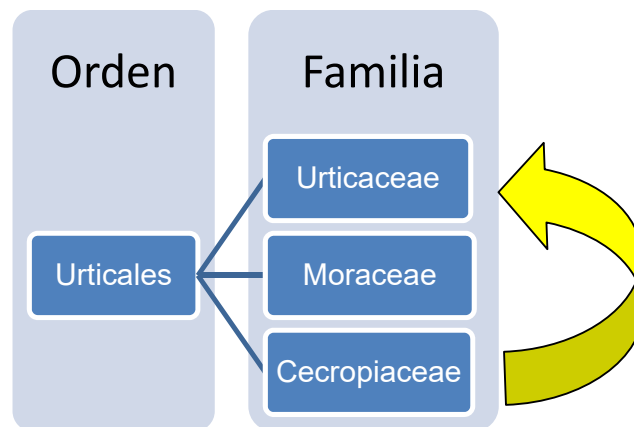 Orden
Familia
Urticaceae
Urticales
Moraceae
Cecropiaceae